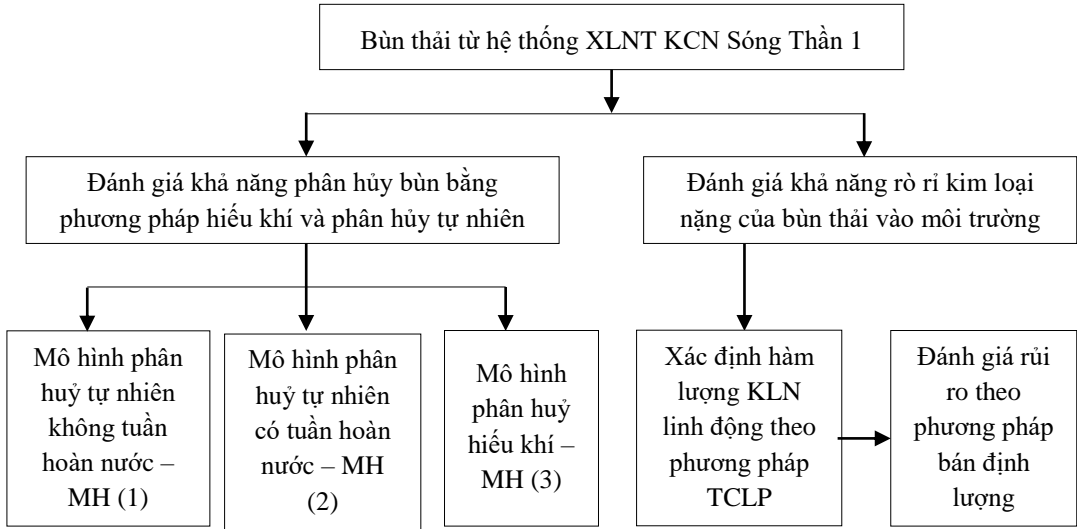 Bùn thải từ hệ thống XLNT KCN Sóng Thần 1
Đánh giá khả năng phân hủy bùn bằng
phương pháp hiếu khí và phân hủy tự nhiên
Đánh giá khả năng rò rỉ kim loại
nặng của bùn thải vào môi trường
Mô hình phân
huỷ tự nhiên
không tuần
hoàn nước –
MH (1)
Mô hình phân
huỷ tự nhiên
có tuần hoàn
nước – MH
(2)
Mô hình
phân huỷ
hiếu khí –
MH (3)
Xác định hàm
lượng KLN
linh động theo
phương pháp
TCLP
Đánh giá rủi
ro theo
phương pháp
bán định
lượng